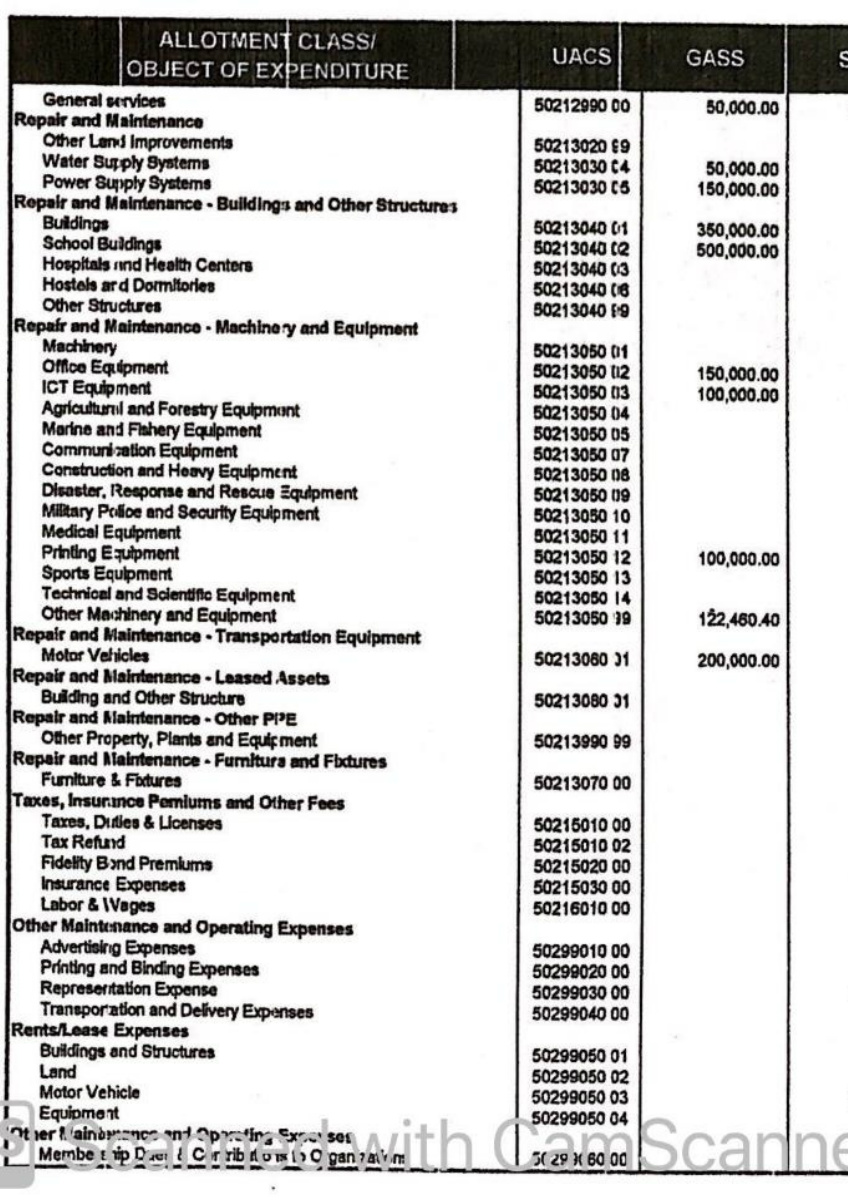 ALLOTMENT CLASS/ OBJECT OF EXPENDITURE UACS GASS S
General services 50212990 00 50,000.00
Repair and Maintenance
Other Land Improvements 50213020 99
Water Supply Systems 50213030 04 50,000.00
Power Supply Systems 50213030 05 150,000.00
Repair and Maintenance - Buildings and Other Structures
Buildings 50213040 01 350,000.00
School Buildings 50213040 02 500,000.00
Hospitals and Health Centers 50213040 03
Hostels and Dormitories 50213040 06
Other Structures 50213040 99
Repair and Maintenance - Machinery and Equipment
Machinery 50213050 01
Office Equipment 50213050 02 150,000.00
ICT Equipment 50213050 03 100,000.00
Agricultural and Forestry Equipment 50213050 04
Marine and Fishery Equipment 50213050 05
Communication Equipment 50213050 07
Construction and Heavy Equipment 50213050 08
Disaster, Response and Rescue Equipment 50213050 09
Military Police and Security Equipment 50213050 10
Medical Equipment 50213050 11
Printing Equipment 50213050 12 100,000.00
Sports Equipment 50213050 13
Technical and Scientific Equipment 50213050 14
Other Machinery and Equipment 50213050 99 122,460.40
Repair and Maintenance - Transportation Equipment
Motor Vehicles 50213060 01 200,000.00
Repair and Maintenance - Leased Assets
Building and Other Structure 50213080 01
Repair and Maintenance - Other PPE
Other Property, Plants and Equipment 50213990 99
Repair and Maintenance - Furniture and Fixtures
Furniture & Fixtures 50213070 00
Taxes, Insurance Pemiums and Other Fees
Taxes, Duties & Licenses 50215010 00
Tax Refund 50215010 02
Fidelity Bond Premiums 50215020 00
Insurance Expenses 50215030 00
Labor & Wages 50216010 00
Other Maintenance and Operating Expenses
Advertising Expenses 50299010 00
Printing and Binding Expenses 50299020 00
Representation Expense 50299030 00
Transportation and Delivery Expenses 50299040 00
Rents/Lease Expenses
Buildings and Structures 50299050 01
Land 50299050 02
Motor Vehicle 50299050 03
Equipment 50299050 04
Other Maintenance and Operating Expenses
Membership Dues & Contributions to Organizations 50299060 00
Scanned with CamScanne